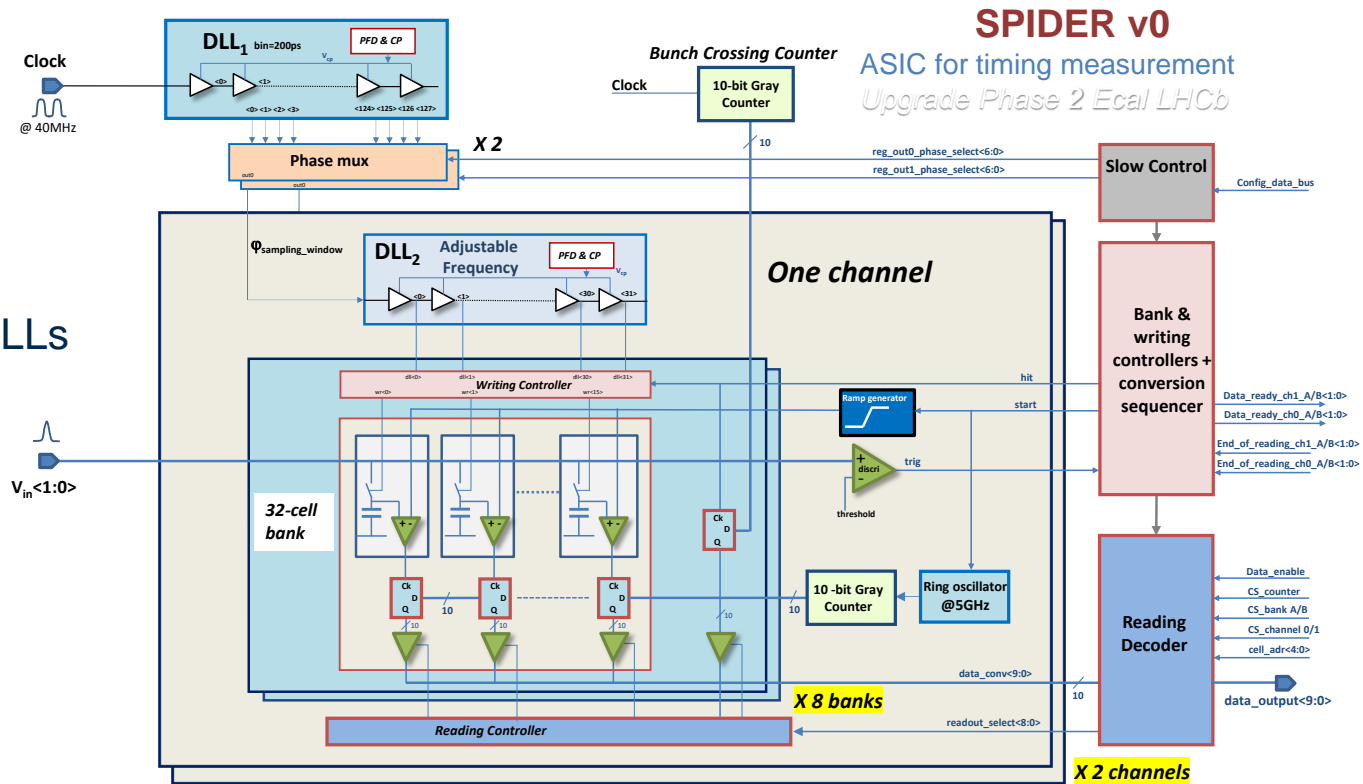 SPIDER v0
ASIC for timing measurement
Upgrade Phase 2 Ecal LHCb
DLL1 bin=200ps
PFD & CP
Vcp
Clock
@ 40MHz
<0>
<1>
<0> <1> <2> <3>
<124> <125> <126 <127>
Bunch Crossing Counter
Clock
10-bit Gray
Counter
10
X 2
Phase mux
out0
out0
reg_out0_phase_select<6:0>
reg_out1_phase_select<6:0>
Slow Control
Config_data_bus
φsampling_window
DLL2
Adjustable
Frequency
PFD & CP
Vcp
<0>
<1>
<30>
<31>
One channel
LLs
dll<0>
dll<1>
dll<30>
dll<31>
Writing Controller
wr<0>
wr<1>
wr<15>
hit
Ramp generator
start
Bank &
writing
controllers +
conversion
sequencer
Data_ready_ch1_A/B<1:0>
Data_ready_ch0_A/B<1:0>
End_of_reading_ch1_A/B<1:0>
End_of_reading_ch0_A/B<1:0>
Vin<1:0>
+
discri
-
trig
threshold
32-cell
bank
+ -
+ -
+ -
Ck
D
Q
Ck
D
Q
Ck
D
Q
Ck
D
Q
10
10
10
10
10
10
10 -bit Gray
Counter
Ring oscillator
@5GHz
Reading
Decoder
Data_enable
CS_counter
CS_bank A/B
CS_channel 0/1
cell_adr<4:0>
data_conv<9:0>
10
data_output<9:0>
X 8 banks
Reading Controller
readout_select<8:0>
X 2 channels